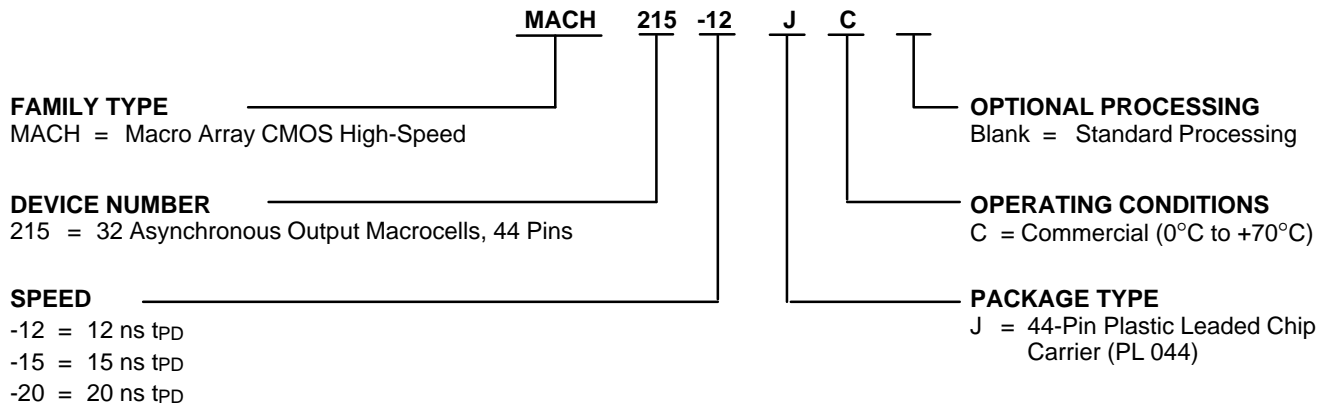 MACH 215 -12 J C
FAMILY TYPE
MACH = Macro Array CMOS High-Speed
DEVICE NUMBER
215 = 32 Asynchronous Output Macrocells, 44 Pins
SPEED
-12 = 12 ns tPD
-15 = 15 ns tPD
-20 = 20 ns tPD
OPTIONAL PROCESSING
Blank = Standard Processing
OPERATING CONDITIONS
C = Commercial (0°C to +70°C)
PACKAGE TYPE
J = 44-Pin Plastic Leaded Chip
Carrier (PL 044)